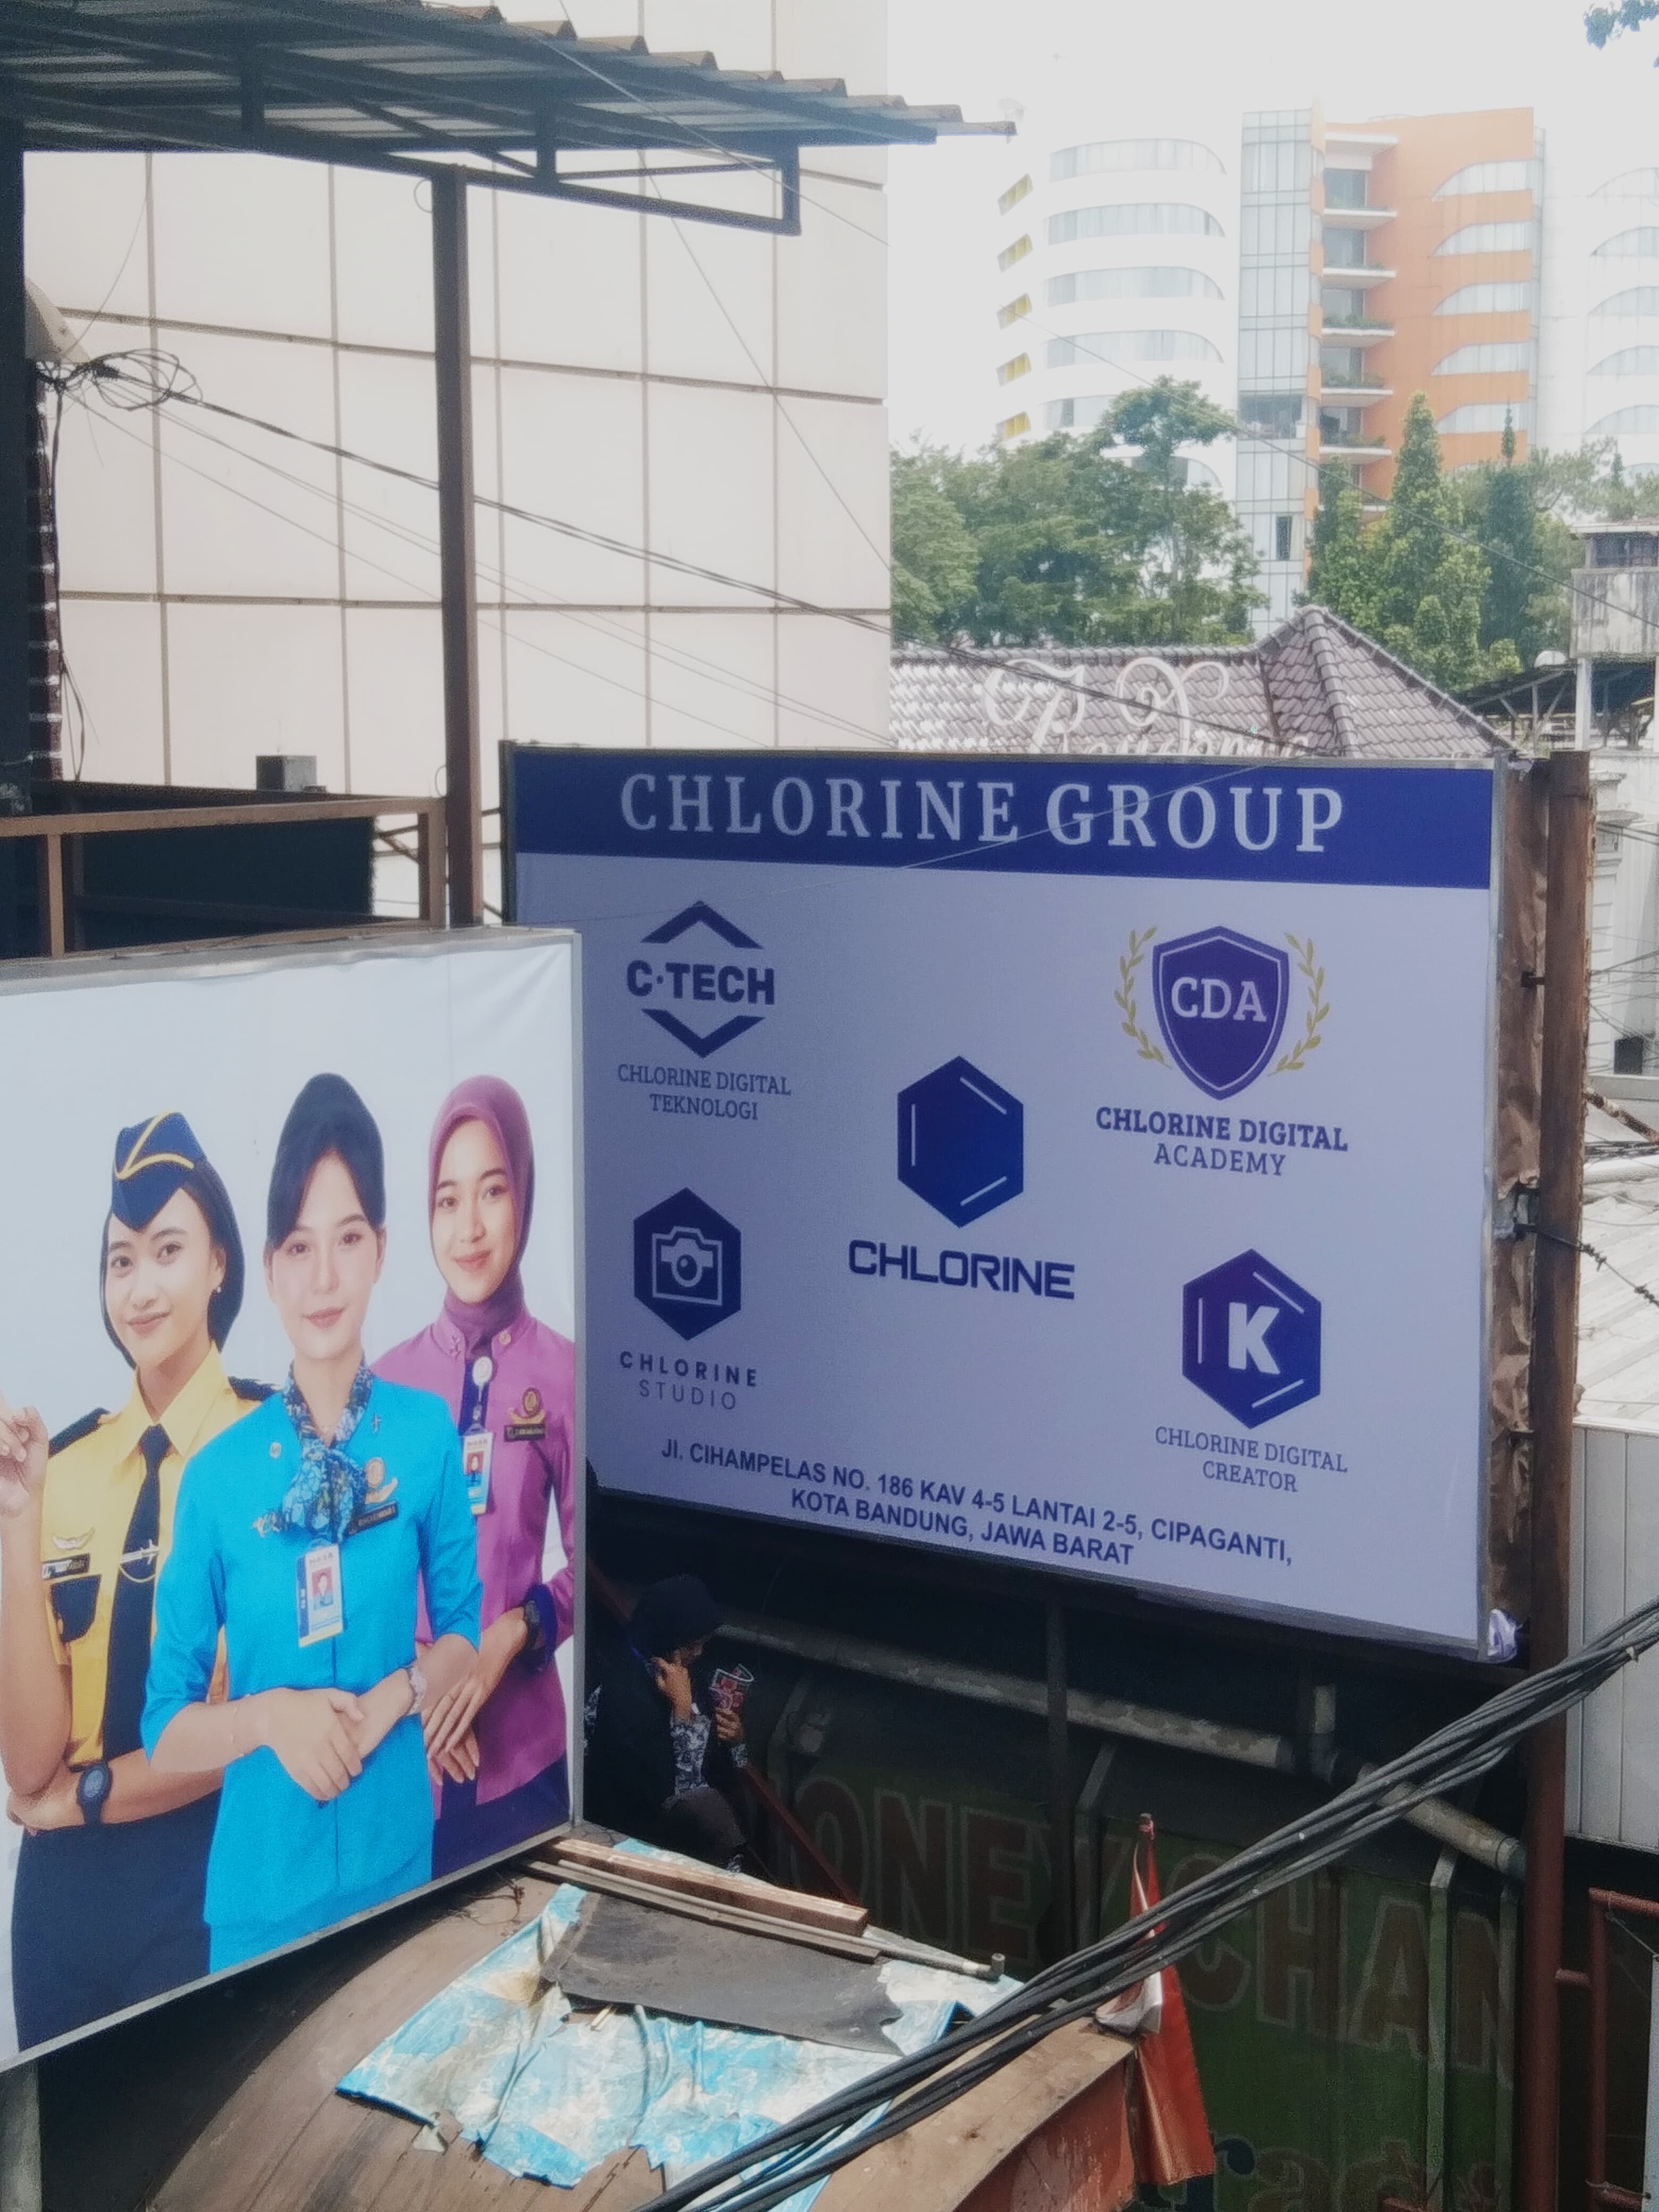 CHLORINE GROUP
C·TECH
CHLORINE DIGITAL
TEKNOLOGI
CDA
CHLORINE DIGITAL
ACADEMY
CHLORINE
CHLORINE
STUDIO
K
CHLORINE DIGITAL
CREATOR
Jl. CIHAMPELAS NO. 186 KAV 4-5 LANTAI 2-5, CIPAGANTI,
KOTA BANDUNG, JAWA BARAT